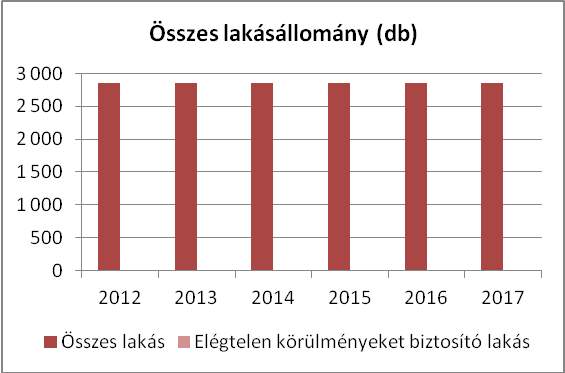 Összes lakásállomány (db)
3 000
2 500
2 000
1 500
1 000
500
0
2012 2013 2014 2015 2016 2017
Összes lakás Elégtelen körülményeket biztosító lakás